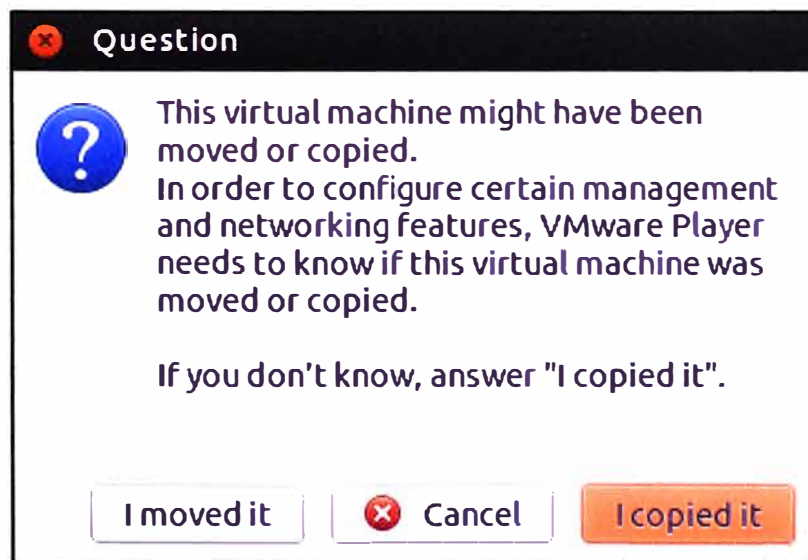 Question
This virtual machine might have been
moved or copied.
In order to configure certain management
and networking features, VMware Player
needs to know if this virtual machine was
moved or copied.
If you don't know, answer "I copied it".
I moved it
Cancel
I copied it